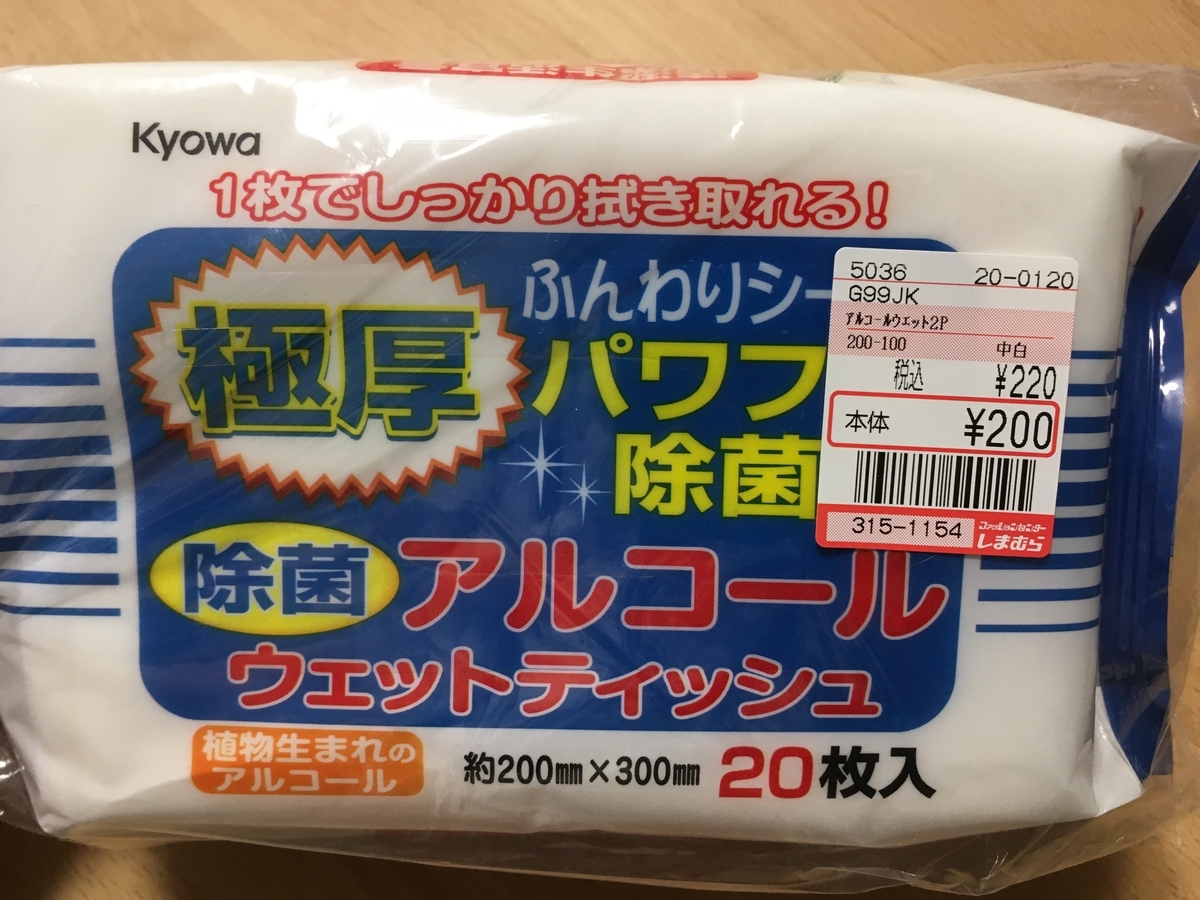 Kyowa
1枚でしっかり拭き取れる!
極厚
ふんわりシー
パワフ
除菌
除菌
アルコール
ウェットティッシュ
植物生まれの
アルコール
約200mm×300mm
20枚入
5036 20-0120
G99JK
アルコールウエット2P
200-100 中白
税込 ¥220
本体 ¥200
315-1154
ファッションセンター
しまむら